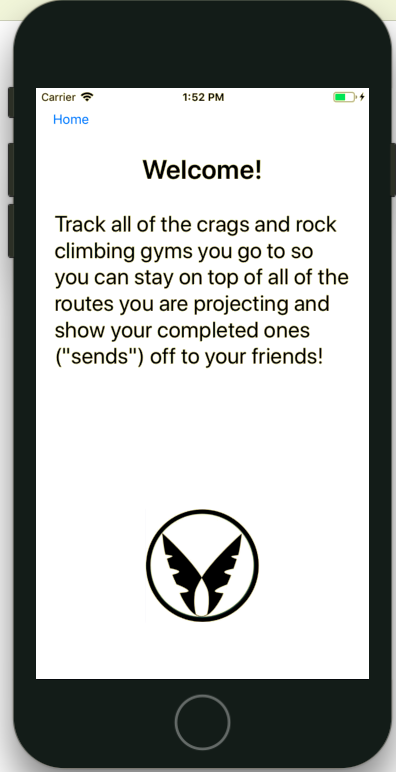 Carrier 1:52 PM
Home
Welcome!
Track all of the crags and rock
climbing gyms you go to so
you can stay on top of all of the
routes you are projecting and
show your completed ones
("sends") off to your friends!